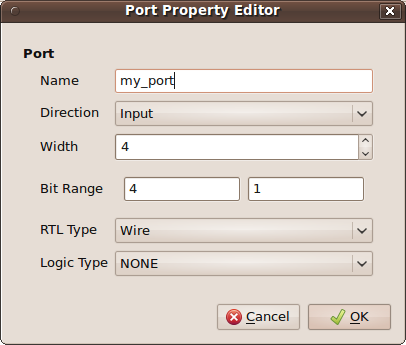 Port Property Editor
Port
Name my_port
Direction Input
Width 4
Bit Range 4 1
RTL Type Wire
Logic Type NONE
Cancel OK